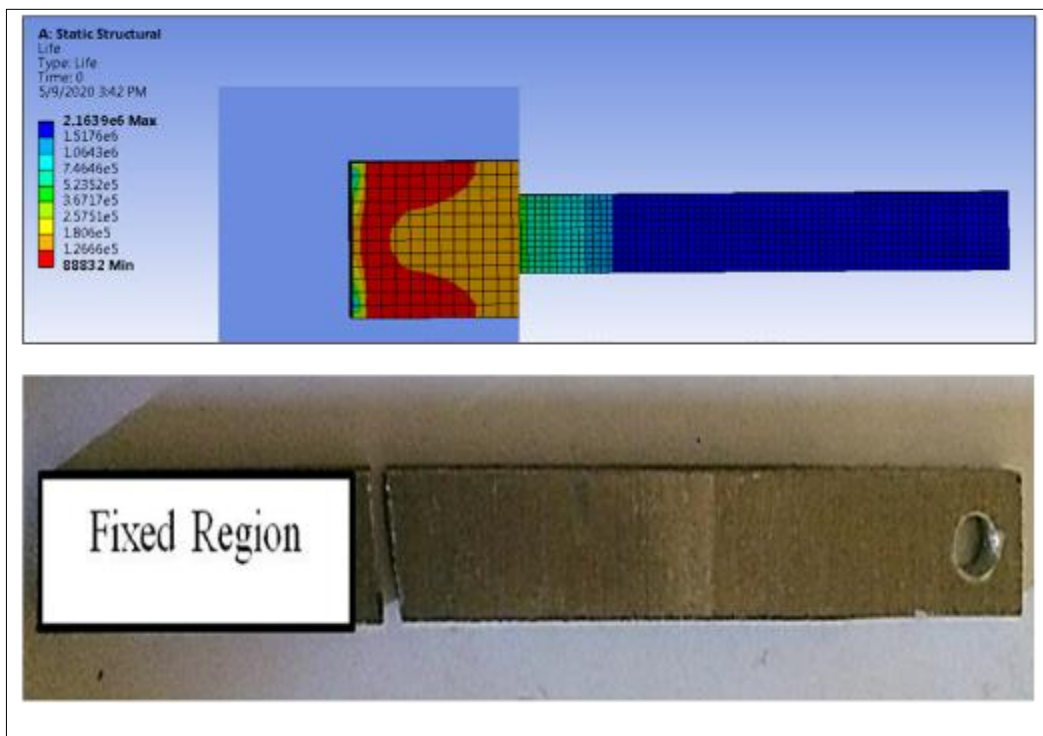 A: Static Structural
Life
Type: Life
Time: 0
5/9/2020 3:42 PM
2.1639e6 Max
1.5176e6
1.0643e6
7.4646e5
5.2352e5
3.6717e5
2.5751e5
1.806e5
1.2666e5
88832 Min
Fixed Region